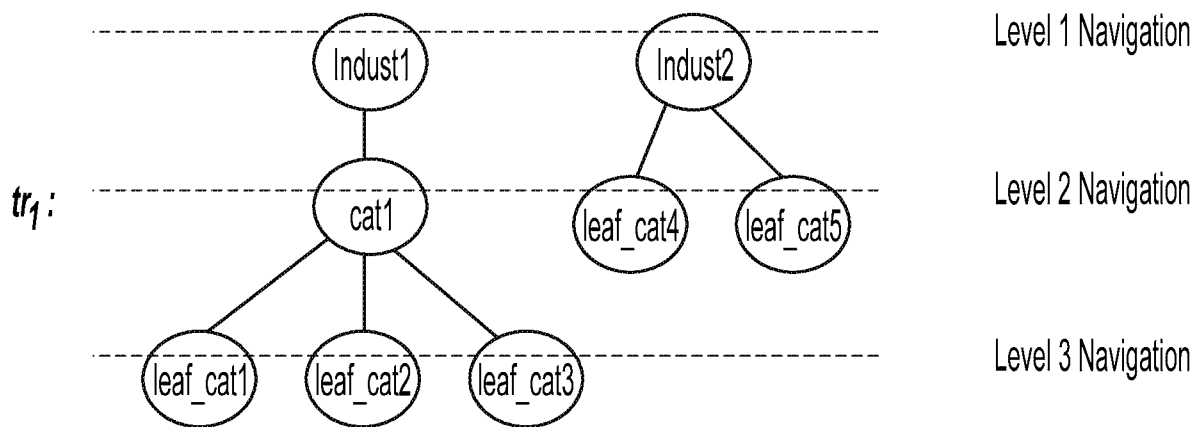 Indust1 Indust2 Level 1 Navigation
tr1 : cat1 leaf_cat4 leaf_cat5 Level 2 Navigation
leaf_cat1 leaf_cat2 leaf_cat3 Level 3 Navigation